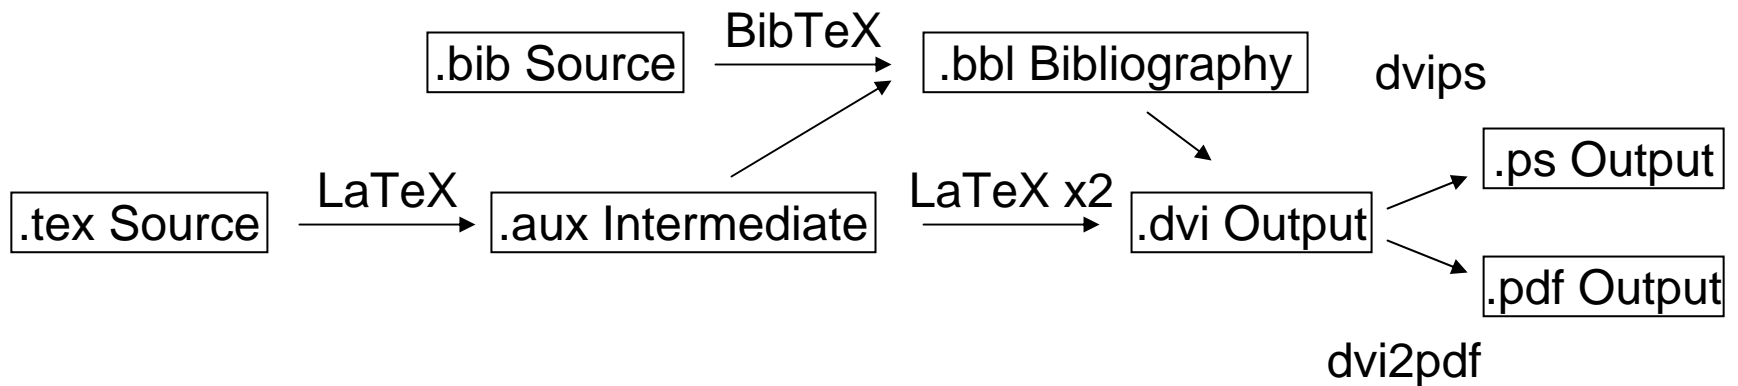 BibTeX
.bib Source
.bbl Bibliography
dvips
.ps Output
LaTeX
LaTeX x2
.tex Source
.aux Intermediate
.dvi Output
.pdf Output
dvi2pdf